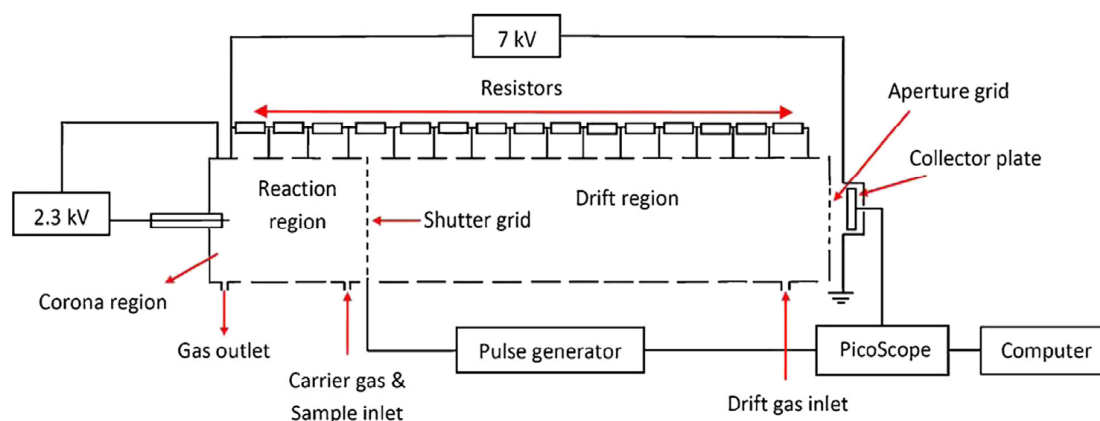 7 kV
Resistors
Aperture grid
Collector plate
Reaction
region
Drift region
2.3 kV
Shutter grid
Corona region
Gas outlet
Pulse generator
PicoScope
Computer
Carrier gas &
Sample inlet
Drift gas inlet